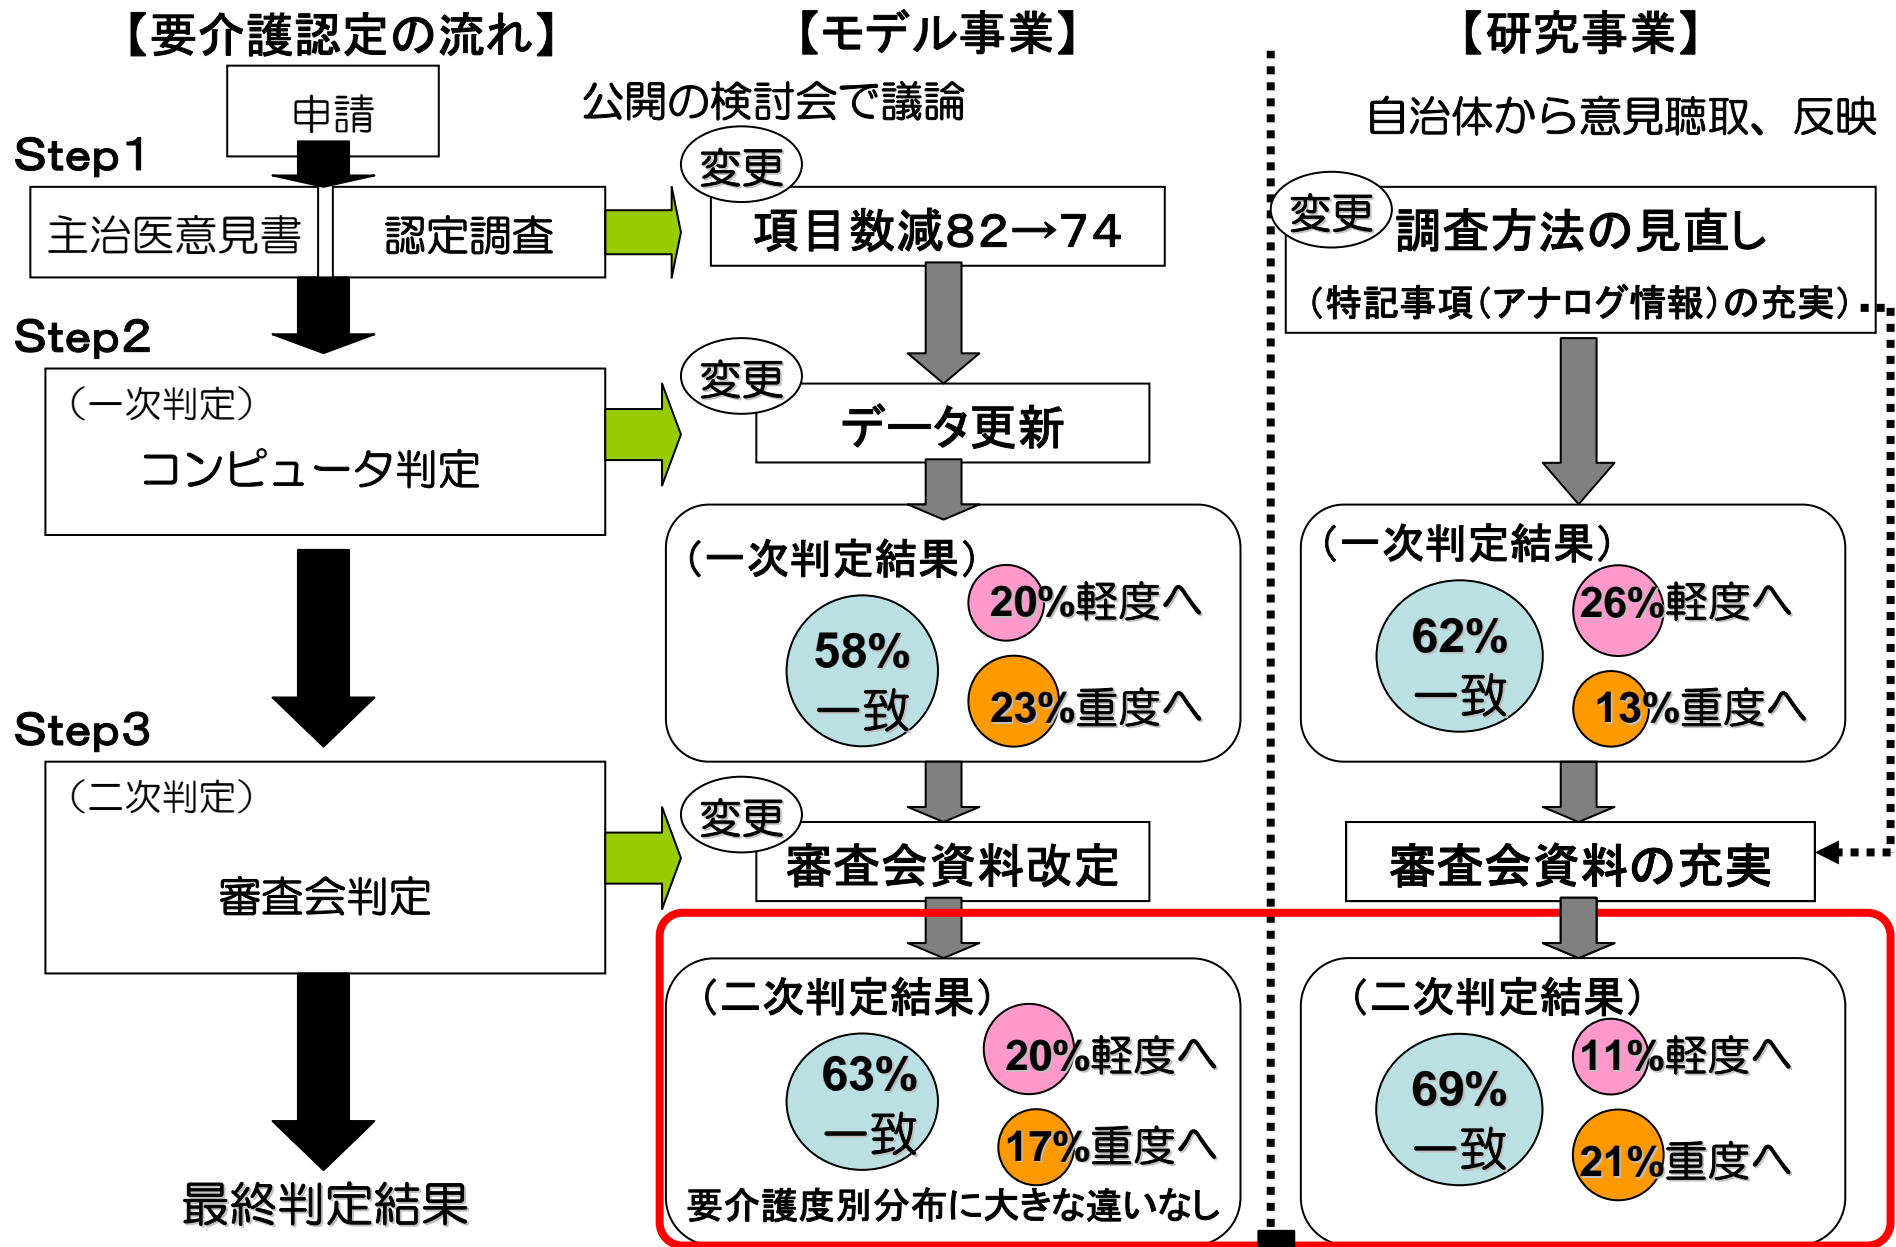 【要介護認定の流れ】
申請
Step1
主治医意見書
認定調査
Step2
（一次判定）
コンピュータ判定
Step3
（二次判定）
審査会判定
最終判定結果
【モデル事業】
公開の検討会で議論
変更
項目数減82→74
変更
データ更新
（一次判定結果）
58%
一致
20%軽度へ
23%重度へ
変更
審査会資料改定
（二次判定結果）
63%
一致
20%軽度へ
17%重度へ
要介護度別分布に大きな違いなし
【研究事業】
自治体から意見聴取、反映
変更
調査方法の見直し
（特記事項（アナログ情報）の充実）
（一次判定結果）
62%
一致
26%軽度へ
13%重度へ
審査会資料の充実
（二次判定結果）
69%
一致
11%軽度へ
21%重度へ